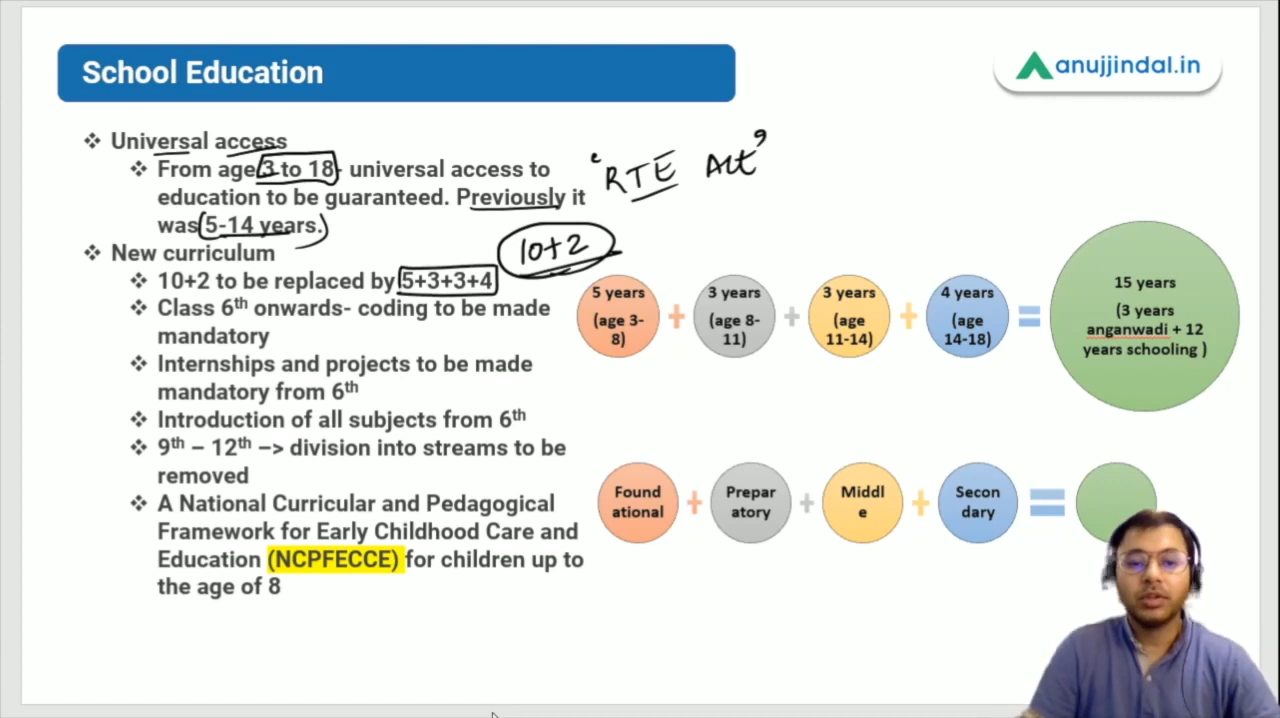 School Education
anujjindal.in
❖ Universal access
❖ From age 3 to 18- universal access to
education to be guaranteed. Previously it
was 5-14 years.
‘RTE Act’
❖ New curriculum
10+2
❖ 10+2 to be replaced by 5+3+3+4
❖ Class 6th onwards- coding to be made
mandatory
❖ Internships and projects to be made
mandatory from 6th
❖ Introduction of all subjects from 6th
❖ 9th – 12th –> division into streams to be
removed
❖ A National Curricular and Pedagogical
Framework for Early Childhood Care and
Education (NCPFECCE) for children up to
the age of 8
5 years
(age 3-
8)
+
3 years
(age 8-
11)
+
3 years
(age
11-14)
+
4 years
(age
14-18)
=
15 years
(3 years
anganwadi + 12
years schooling )
Found
ational
+
Prepar
atory
+
Middl
e
+
Secon
dary
=